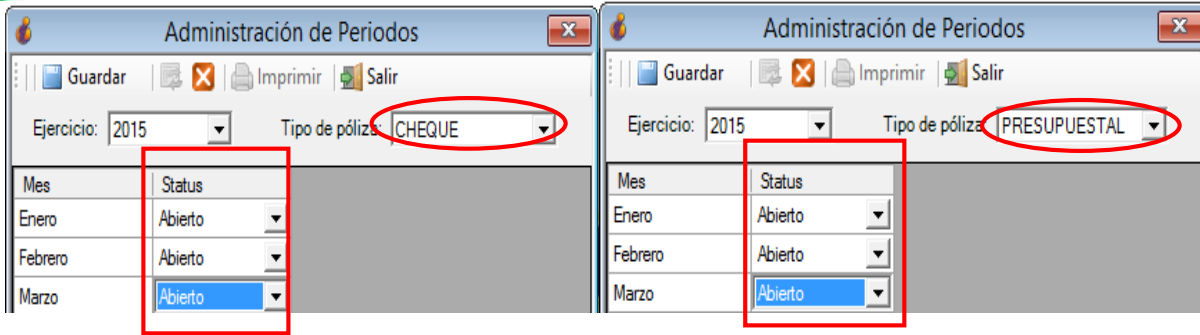 Administración de Periodos
Guardar Imprimir Salir
Ejercicio: 2015 Tipo de póliza: CHEQUE
Mes Status
Enero Abierto
Febrero Abierto
Marzo Abierto
Administración de Periodos
Guardar Imprimir Salir
Ejercicio: 2015 Tipo de póliza PRESUPUESTAL
Mes Status
Enero Abierto
Febrero Abierto
Marzo Abierto